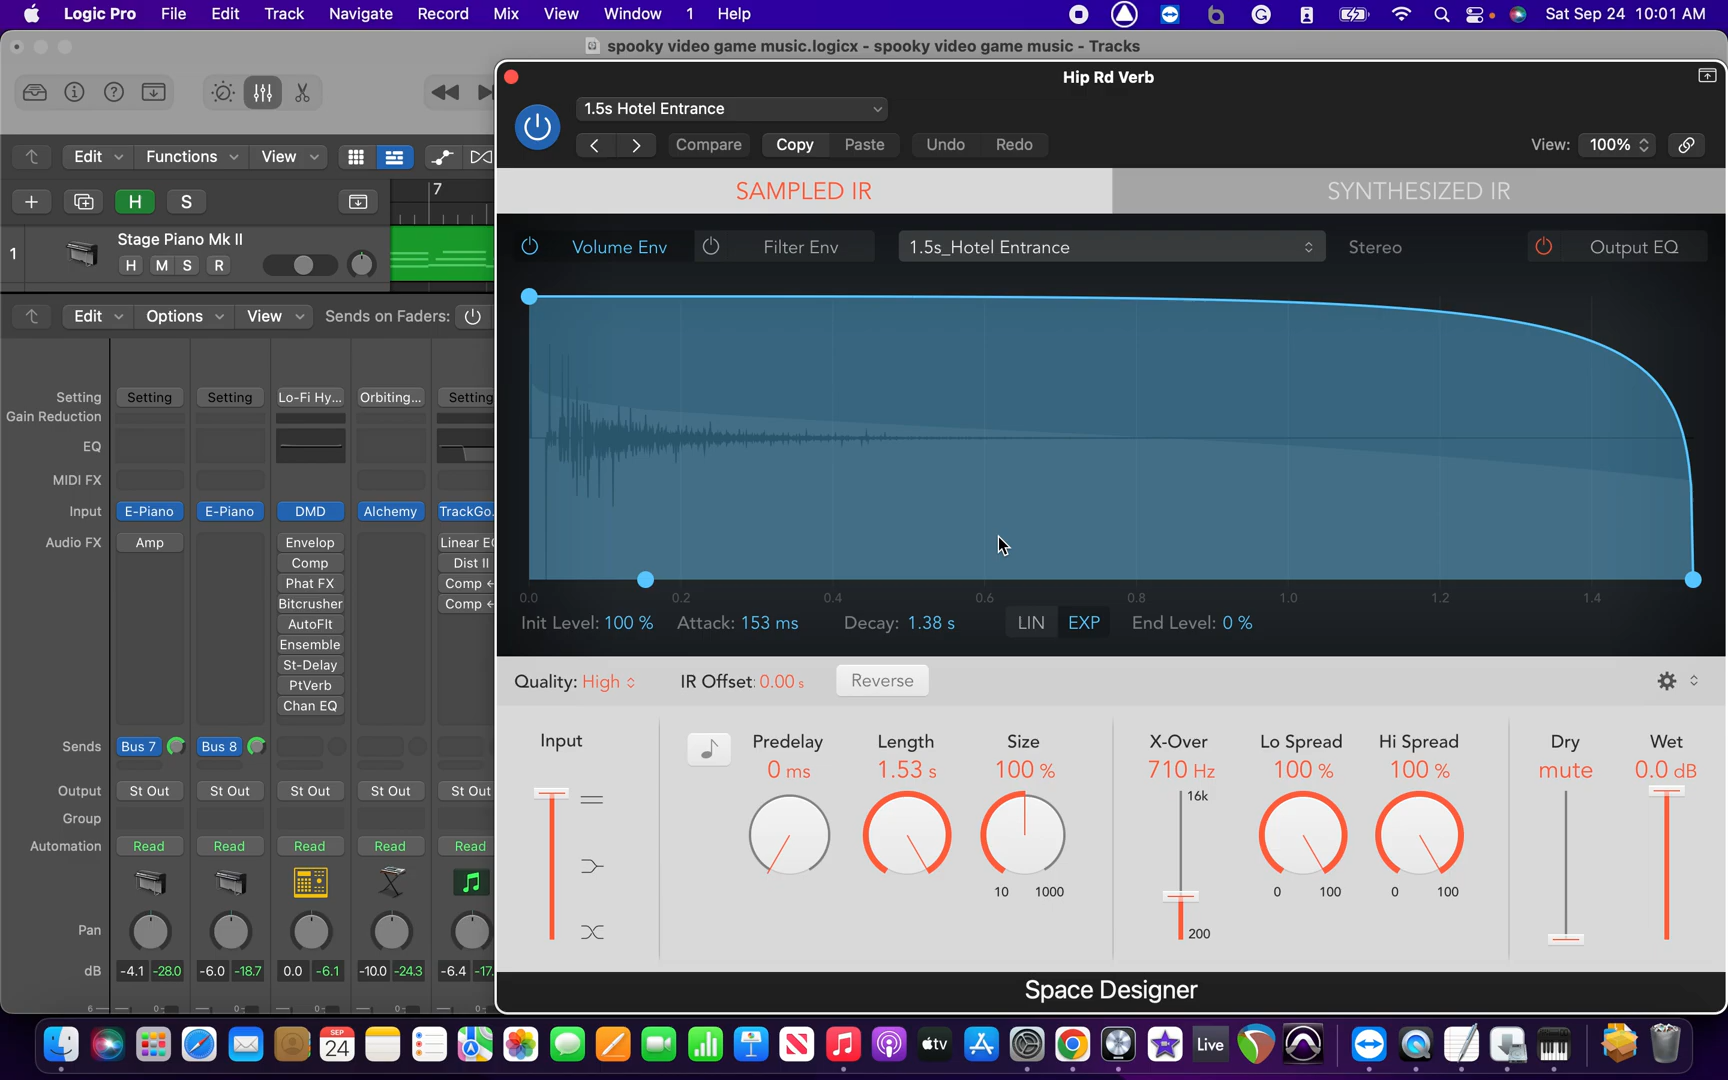 Logic Pro File Edit Track Navigate Record Mix View Window 1 Help Sat Sep 24 10:01 AM
spooky video game music.logicx - spooky video game music - Tracks
Hip Rd Verb
1.5s Hotel Entrance
Compare Copy Paste Undo Redo View: 100%
Edit Functions View
SAMPLED IR SYNTHESIZED IR
H S 7
1 Stage Piano Mk II
H M S R
Volume Env Filter Env 1.5s_Hotel Entrance Stereo Output EQ
Edit Options View Sends on Faders:
Setting Setting Setting Lo-Fi Hy... Orbiting... Setting
Gain Reduction
EQ
MIDI FX
Input E-Piano E-Piano DMD Alchemy TrackGo.
Audio FX Amp Envelop Linear EQ
Comp Dist II
Phat FX Comp
Bitcrusher Comp
AutoFlt
Ensemble
St-Delay
PtVerb
Chan EQ
0.0 0.2 0.4 0.6 0.8 1.0 1.2 1.4
Init Level: 100 % Attack: 153 ms Decay: 1.38 s LIN EXP End Level: 0 %
Quality: High IR Offset: 0.00 s Reverse
Sends Bus 7 Bus 8
Output St Out St Out St Out St Out St Out
Group
Automation Read Read Read Read Read
Pan
dB -4.1 -28.0 -6.0 -18.7 0.0 -6.1 -10.0 -24.3 -6.4 -17.
6 0 0 0 0
Input Predelay Length Size X-Over Lo Spread Hi Spread Dry Wet
0 ms 1.53 s 100 % 710 Hz 100 % 100 % mute 0.0 dB
16k
10 1000 0 100 0 100
200
Space Designer
SEP
24
tv
Live